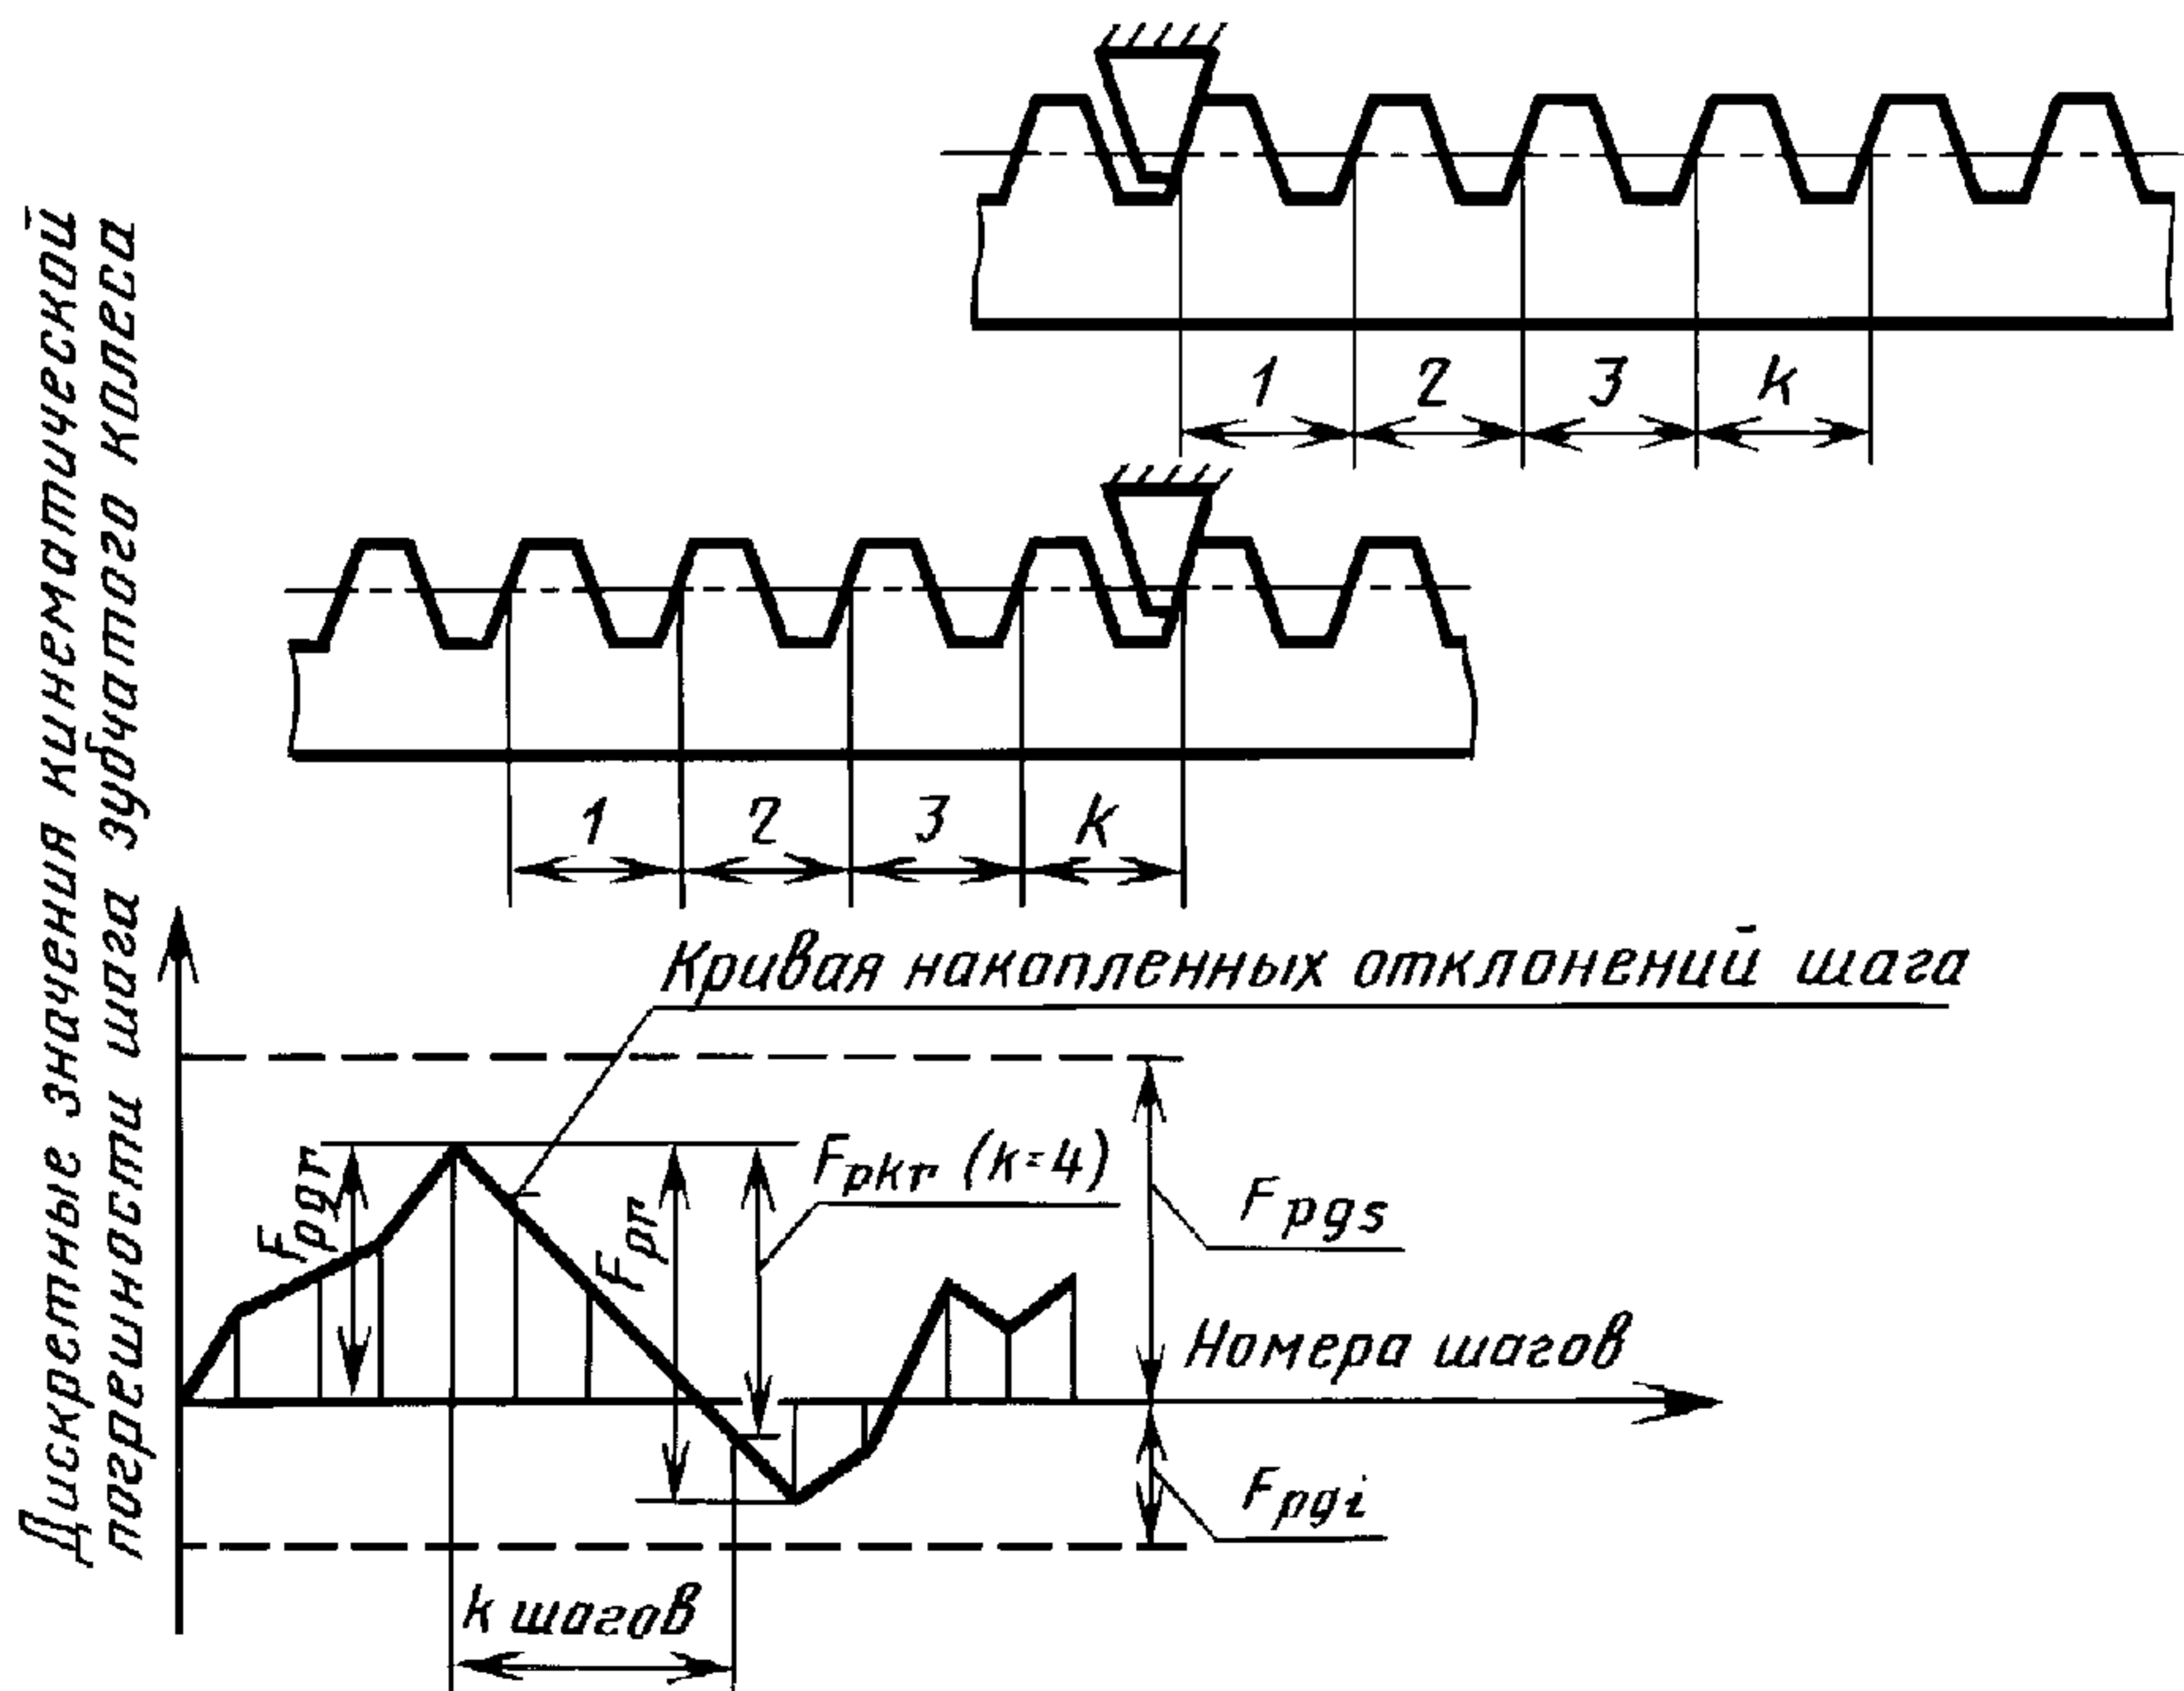 Дискретные значения кинематической
погрешности шага зубчатого колеса
1 2 3 k
1 2 3 k
Кривая накопленных отклонений шага
Fpgr
Fpr
Fpkr (k=4)
Fpgs
Номера шагов
Fpgi
k шагов